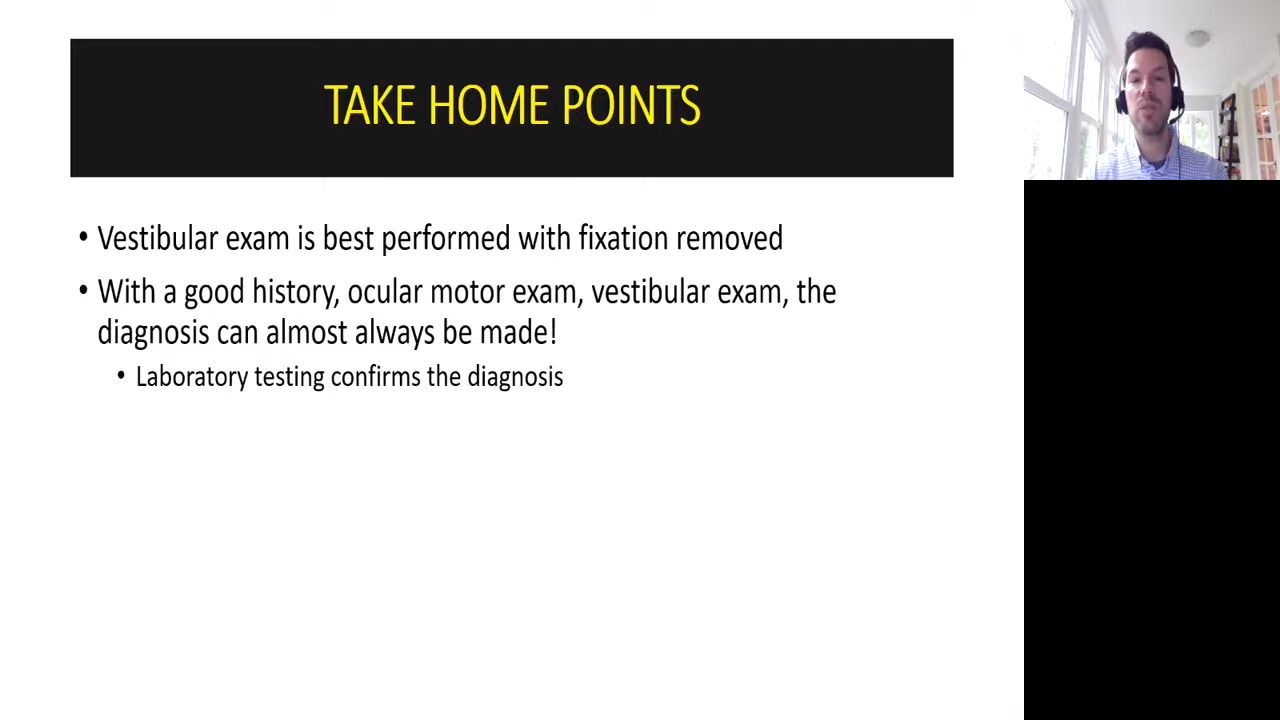 TAKE HOME POINTS
• Vestibular exam is best performed with fixation removed
• With a good history, ocular motor exam, vestibular exam, the
diagnosis can almost always be made!
• Laboratory testing confirms the diagnosis